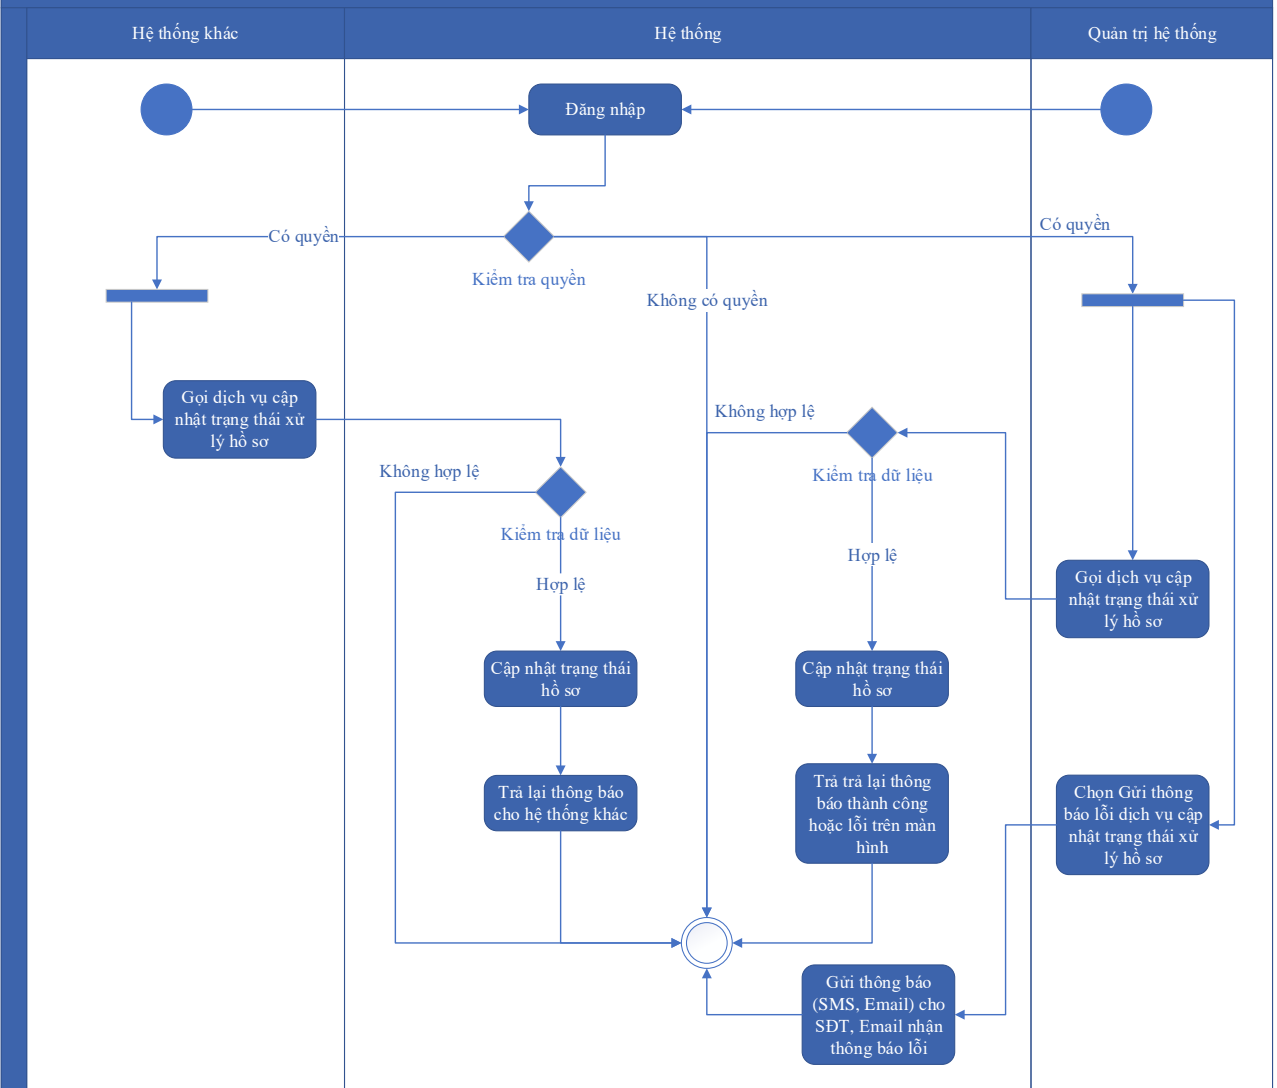 Hệ thống khác
Hệ thống
Quản trị hệ thống
Đăng nhập
Có quyền
Có quyền
Kiểm tra quyền
Không có quyền
Gọi dịch vụ cập
nhật trạng thái xử
lý hồ sơ
Không hợp lệ
Kiểm tra dữ liệu
Không hợp lệ
Kiểm tra dữ liệu
Hợp lệ
Hợp lệ
Gọi dịch vụ cập
nhật trạng thái xử
lý hồ sơ
Cập nhật trạng thái
hồ sơ
Cập nhật trạng thái
hồ sơ
Trả lại thông báo
cho hệ thống khác
Trả trả lại thông
báo thành công
hoặc lỗi trên màn
hình
Chọn Gửi thông
báo lỗi dịch vụ cập
nhật trạng thái xử
lý hồ sơ
Gửi thông báo
(SMS, Email) cho
SĐT, Email nhận
thông báo lỗi